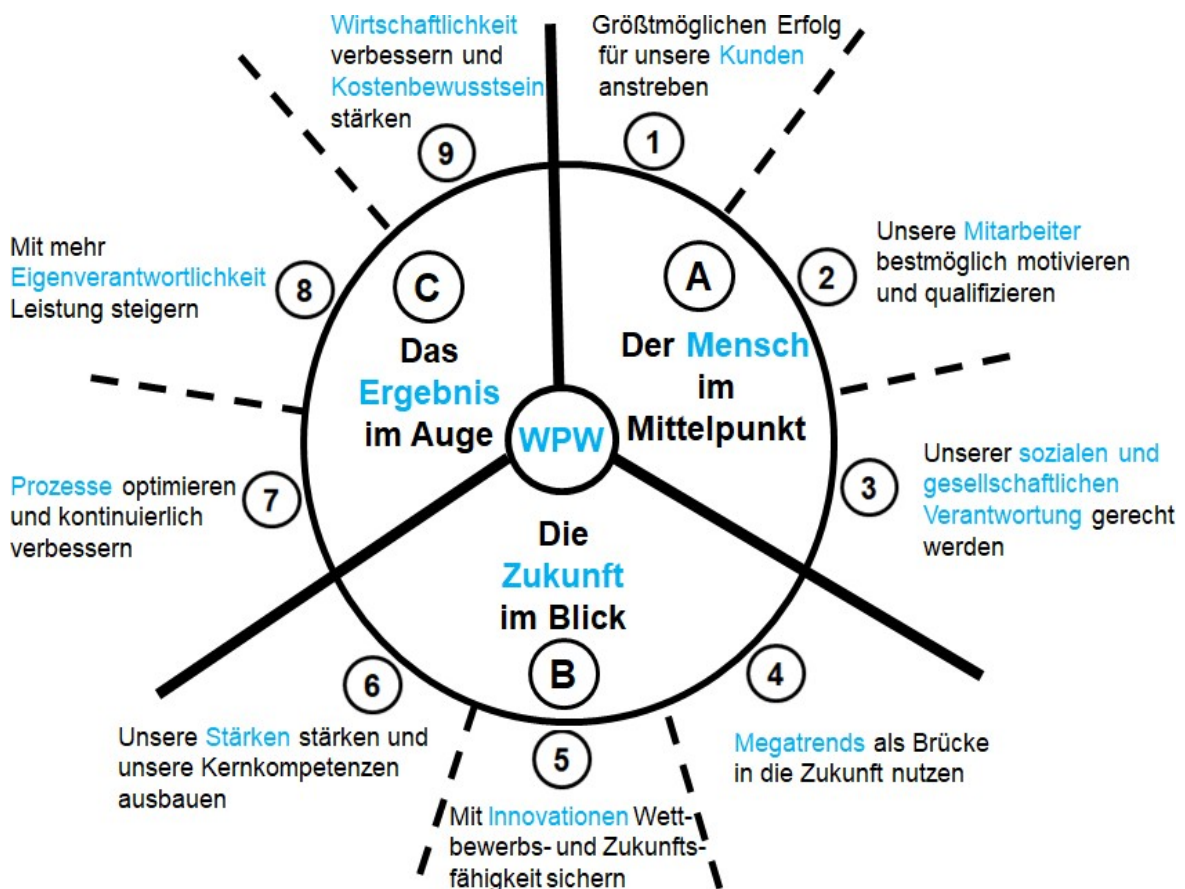 Größtmöglichen Erfolg
für unsere Kunden
anstreben
1
Unsere Mitarbeiter
bestmöglich motivieren
und qualifizieren
2
Unserer sozialen und
gesellschaftlichen
Verantwortung gerecht
werden
3
Megatrends als Brücke
in die Zukunft nutzen
4
Mit Innovationen Wett-
bewerbs- und Zukunfts-
fähigkeit sichern
5
Unsere Stärken stärken und
unsere Kernkompetenzen
ausbauen
6
Prozesse optimieren
und kontinuierlich
verbessern
7
Mit mehr
Eigenverantwortlichkeit
Leistung steigern
8
Wirtschaftlichkeit
verbessern und
Kostenbewusstsein
stärken
9
A
Der Mensch
im
Mittelpunkt
Die
Zukunft
im Blick
B
C
Das
Ergebnis
im Auge
WPW